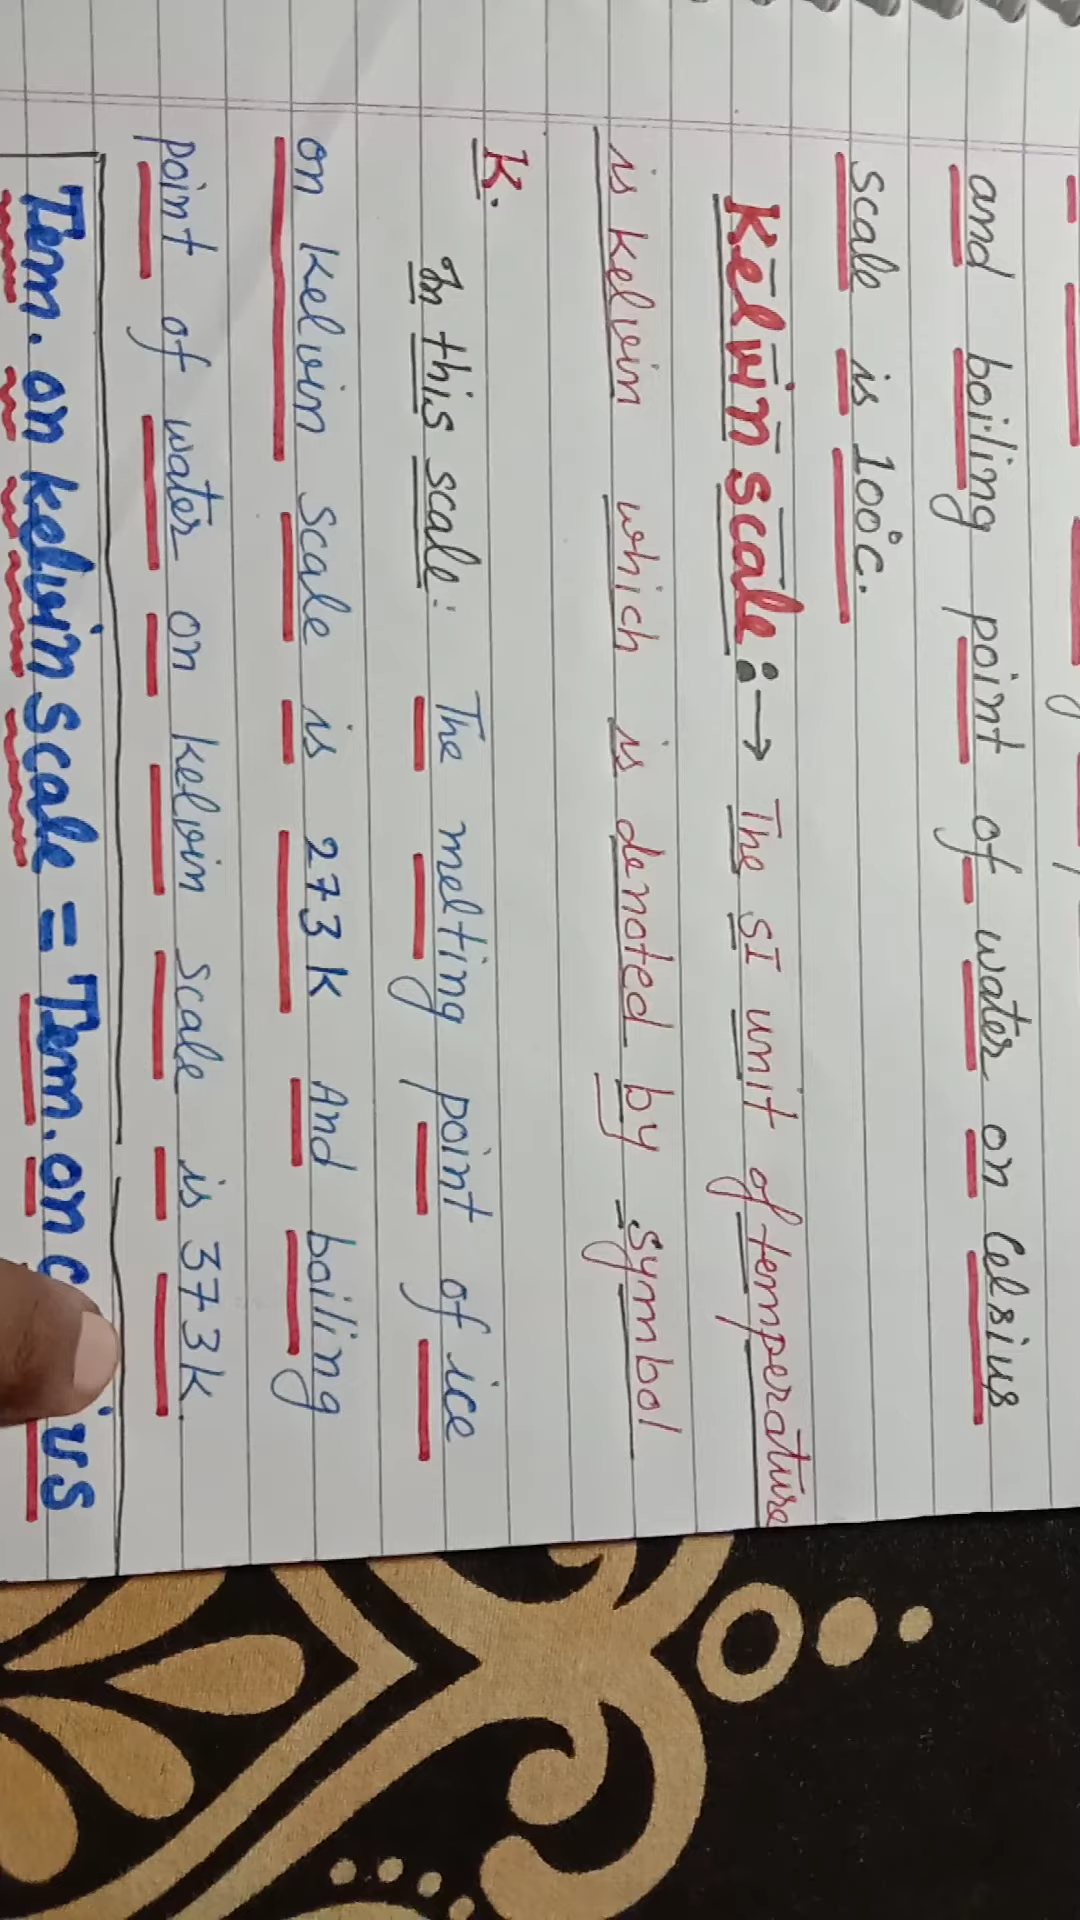 and boiling point of water on Celsius
scale is 100°c.
Kelvin scale :→ The SI unit of temperature
is kelvin which is denoted by symbol
K.
In this scale: The melting point of ice
on kelvin scale is 273k And boiling
point of water on kelvin scale is 373k.
Tem. on kelvin scale = Tem. on